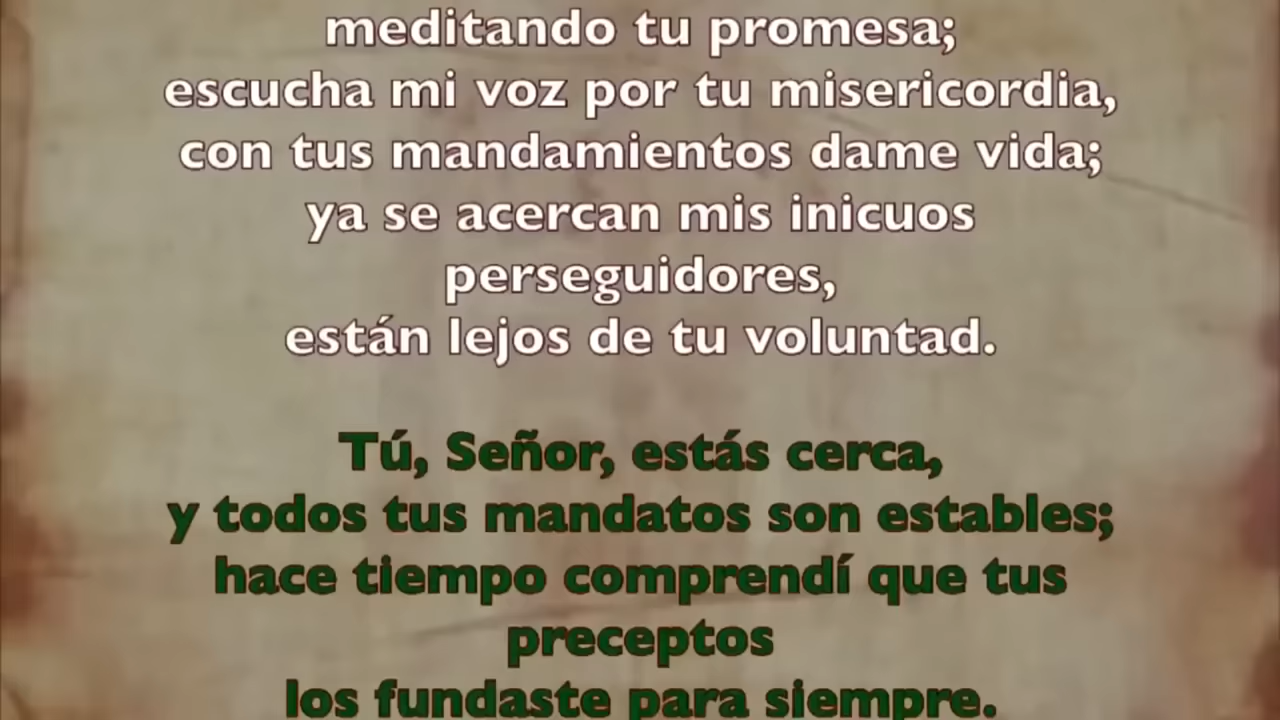 meditando tu promesa;
escucha mi voz por tu misericordia,
con tus mandamientos dame vida;
ya se acercan mis inicuos
perseguidores,
están lejos de tu voluntad.
Tú, Señor, estás cerca,
y todos tus mandatos son estables;
hace tiempo comprendí que tus
preceptos
los fundaste para siempre.